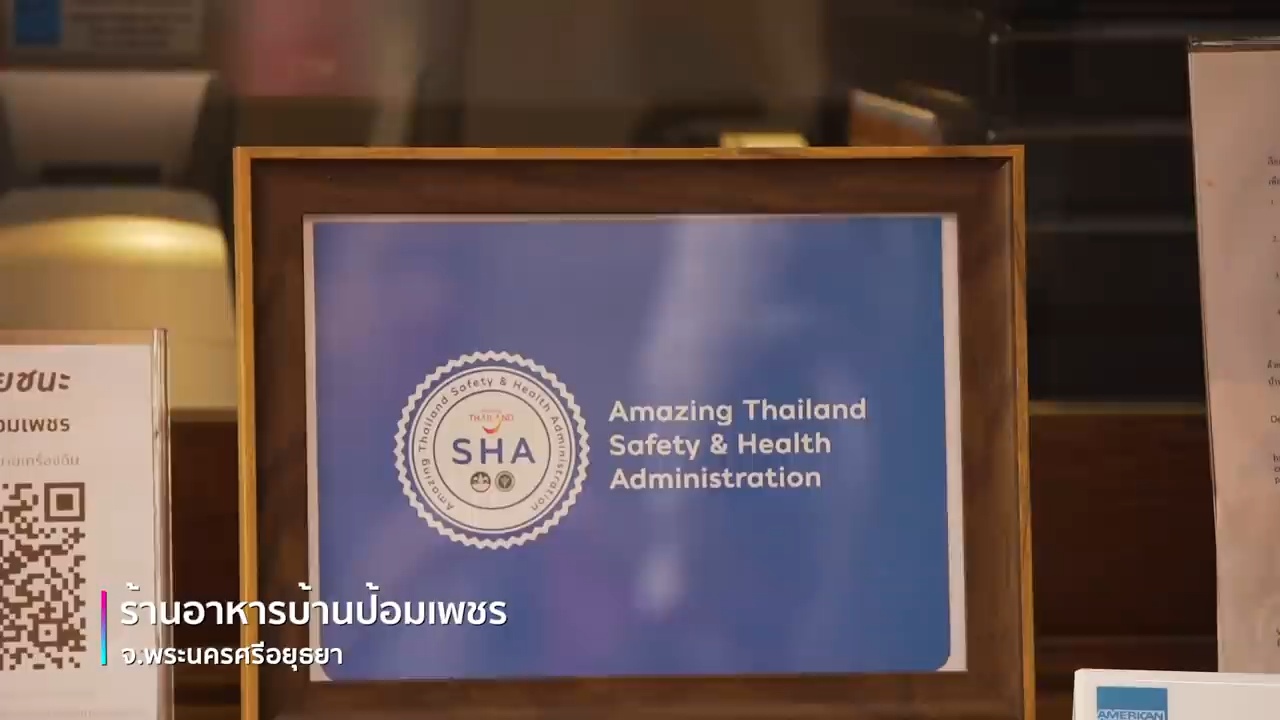 Amazing Thailand Safety & Health Administration
THAILAND
SHA
Amazing Thailand
Safety & Health
Administration
ยชนะ
อมเพชร
ร้านอาหารบ้านป้อมเพชร
จ.พระนครศรีอยุธยา
AMERICAN